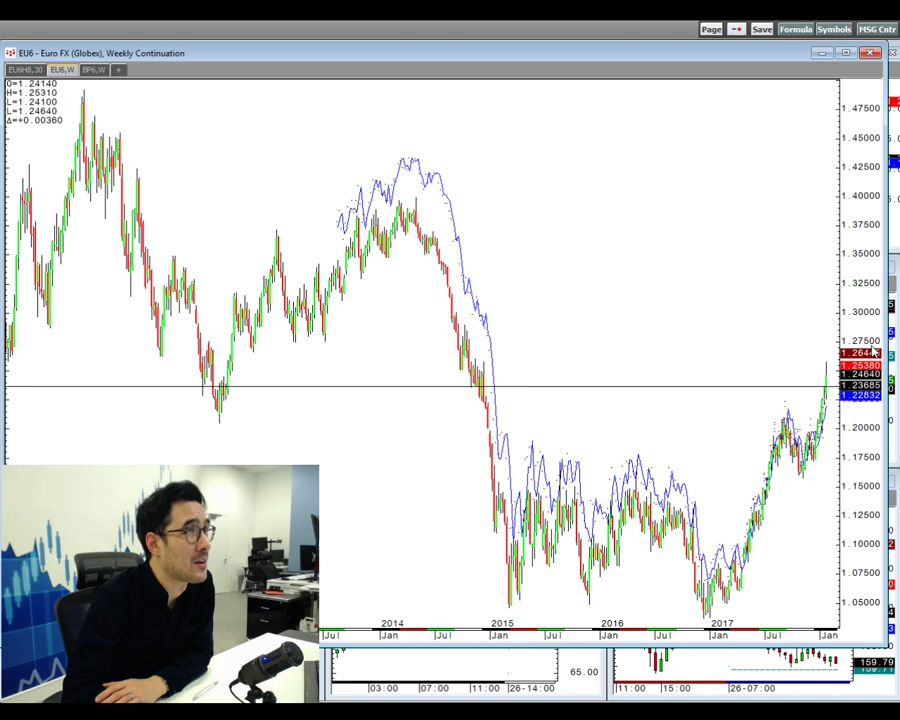 Page Save Formula Symbols MSG Cntr
EU6 - Euro FX (Globex), Weekly Continuation
EU6H8,30 EU6,W BP6,W +
O=1.24140
H=1.25310
L=1.24100
L=1.24640
Δ=+0.00360
1.47500
1.45000
1.42500
1.40000
1.37500
1.35000
1.32500
1.30000
1.27500
1.25380
1.24640
1.23685
1.22832
1.20000
1.17500
1.15000
1.12500
1.10000
1.07500
1.05000
2014 2015 2016 2017
Jul Jan Jul Jan Jul Jan Jul Jan Jul Jan
65.00
159.79
03:00 07:00 11:00 26-14:00
11:00 15:00 26-07:00